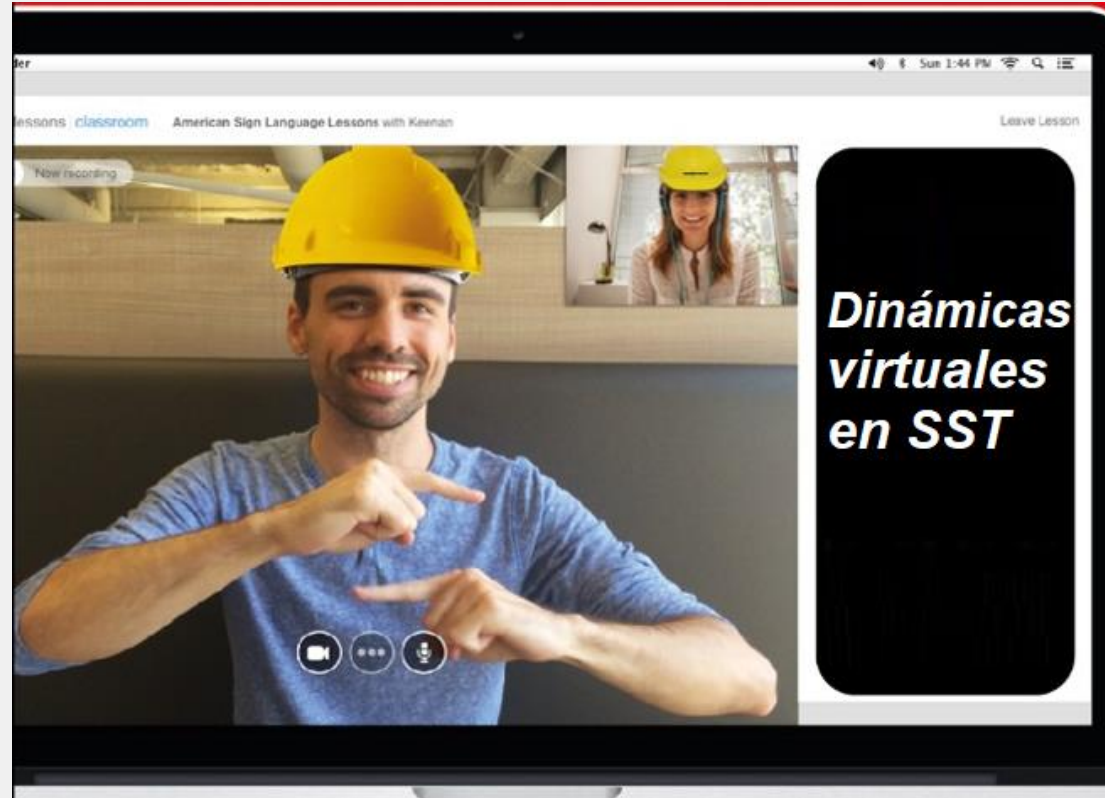 der
Sun 1:44 PM
lessons classroom American Sign Language Lessons with Keenan
Leave Lesson
Now recording
Dinámicas
virtuales
en SST